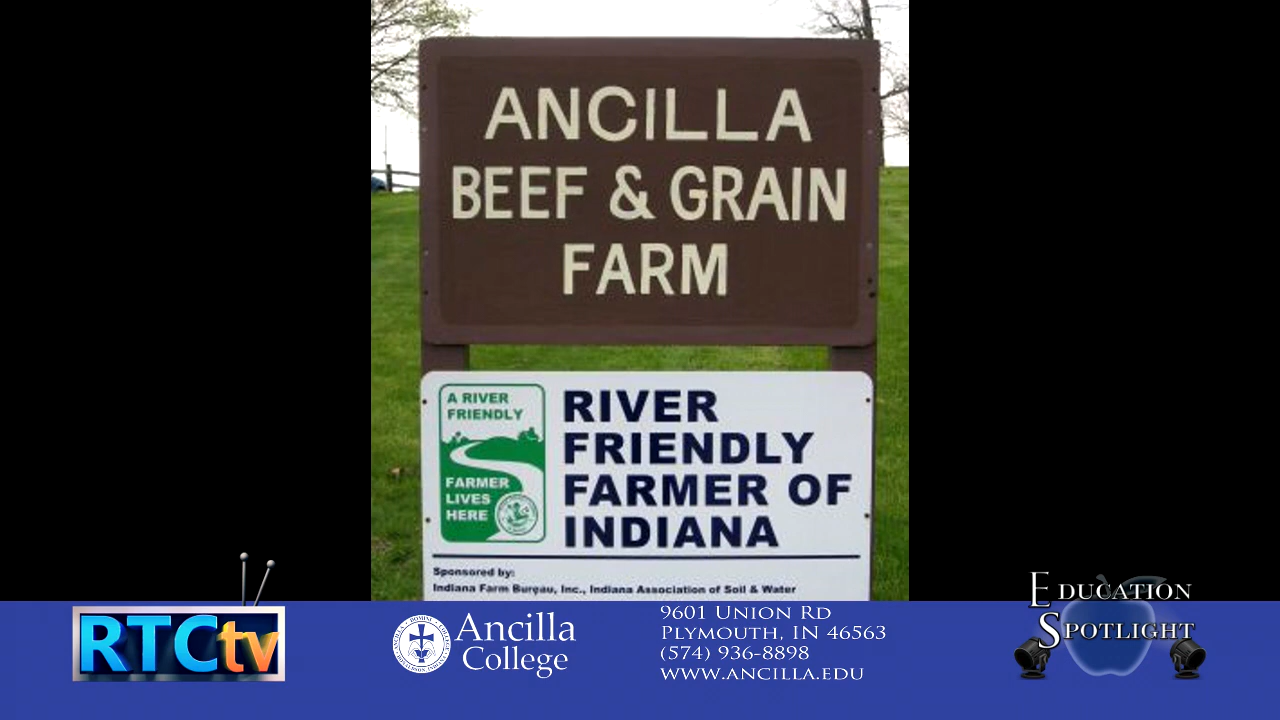 ANCILLA
BEEF & GRAIN
FARM
A RIVER
FRIENDLY
FARMER
LIVES
HERE
RIVER
FRIENDLY
FARMER OF
INDIANA
Sponsored by:
Indiana Farm Bureau, Inc., Indiana Association of Soil & Water
RTCtv
Ancilla
College
9601 Union Rd
Plymouth, IN 46563
(574) 936-8898
www.ancilla.edu
Education
Spotlight